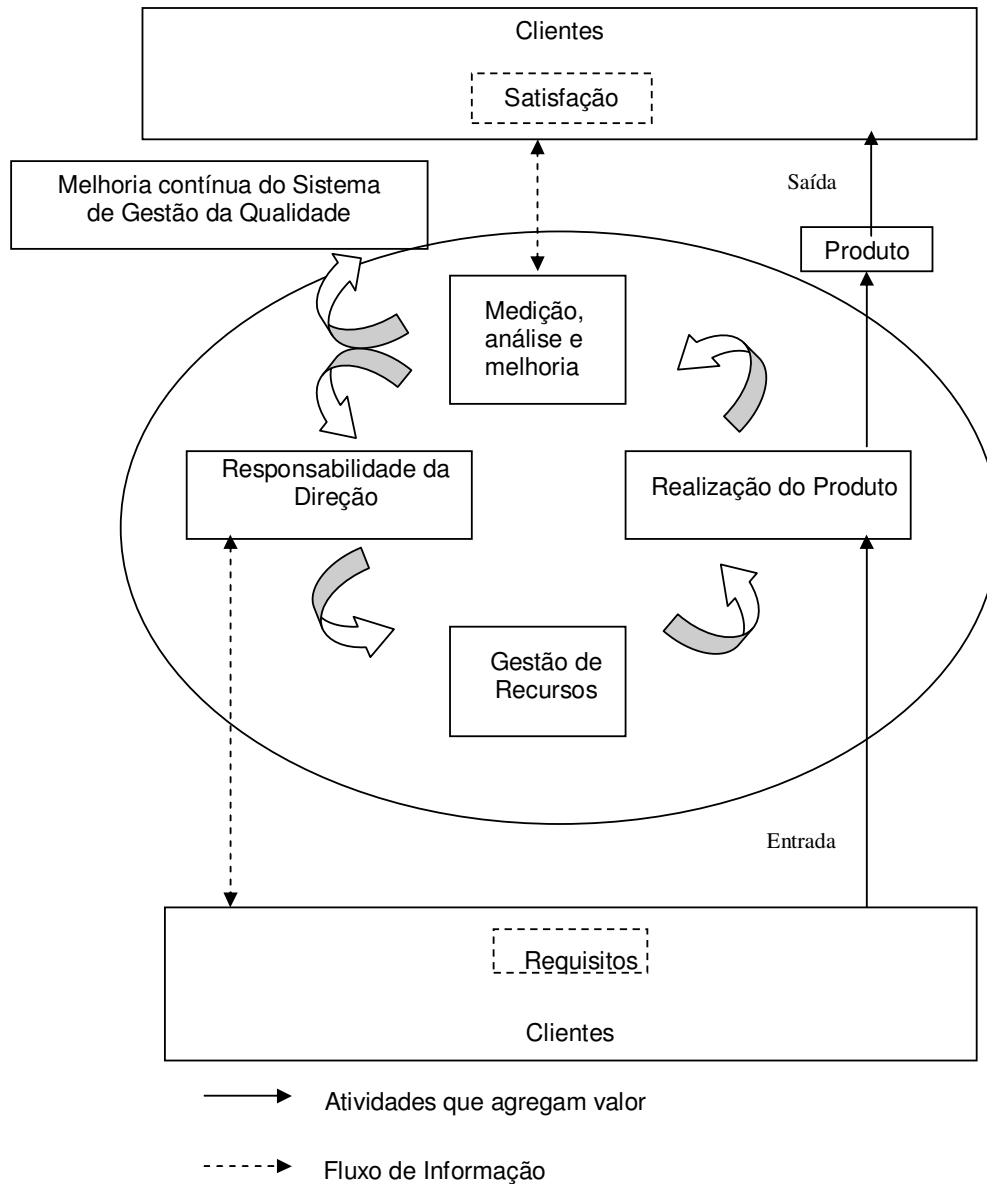 Clientes
Satisfação
Melhoria contínua do Sistema
de Gestão da Qualidade
Saída
Produto
Medição,
análise e
melhoria
Responsabilidade da
Direção
Realização do Produto
Gestão de
Recursos
Entrada
Requisitos
Clientes
Atividades que agregam valor
Fluxo de Informação